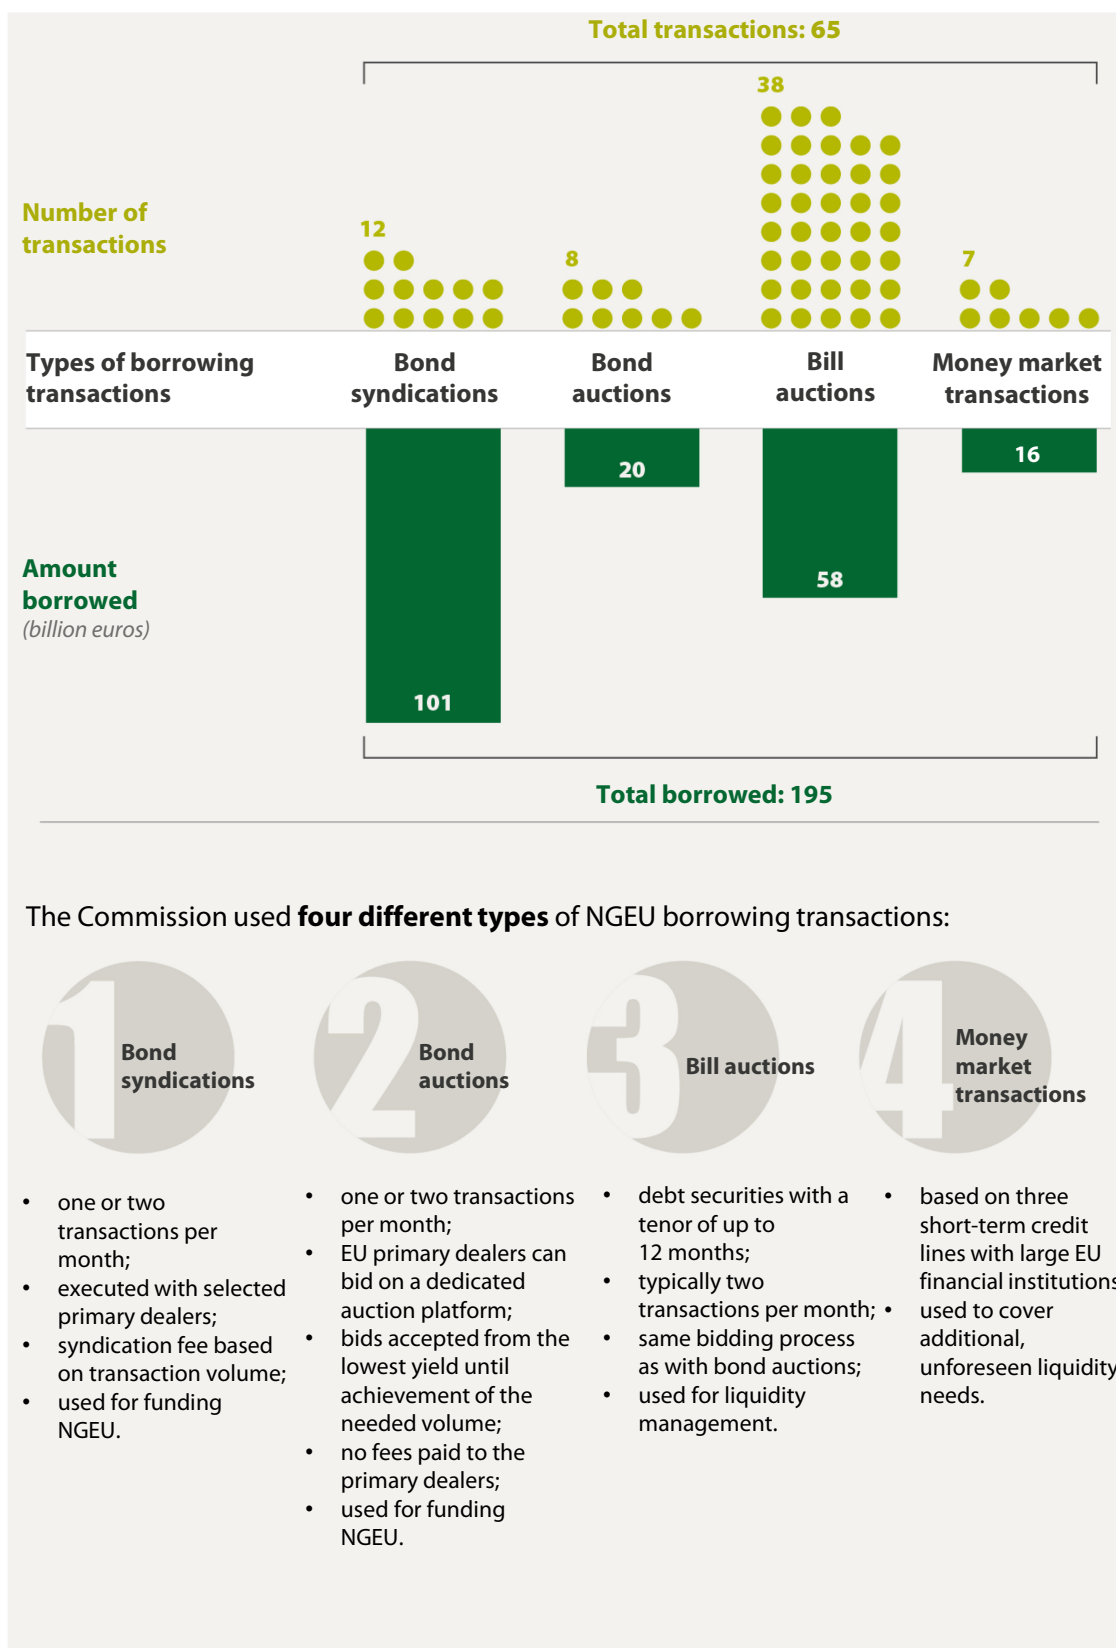 Total transactions: 65
38
Number of
transactions
12
8
7
Types of borrowing
transactions
Bond
syndications
Bond
auctions
Bill
auctions
Money market
transactions
16
20
Amount
borrowed
(billion euros)
58
101
Total borrowed: 195
The Commission used four different types of NGEU borrowing transactions:
1
Bond
syndications
2
Bond
auctions
3
Bill auctions
4
Money
market
transactions
• one or two
transactions per
month;
• executed with selected
primary dealers;
• syndication fee based
on transaction volume;
• used for funding
NGEU.
• one or two transactions
per month;
• EU primary dealers can
bid on a dedicated
auction platform;
• bids accepted from the
lowest yield until
achievement of the
needed volume;
• no fees paid to the
primary dealers;
• used for funding
NGEU.
• debt securities with a
tenor of up to
12 months;
• typically two
transactions per month;
• same bidding process
as with bond auctions;
• used for liquidity
management.
• based on three
short-term credit
lines with large EU
financial institutions
• used to cover
additional,
unforeseen liquidity
needs.